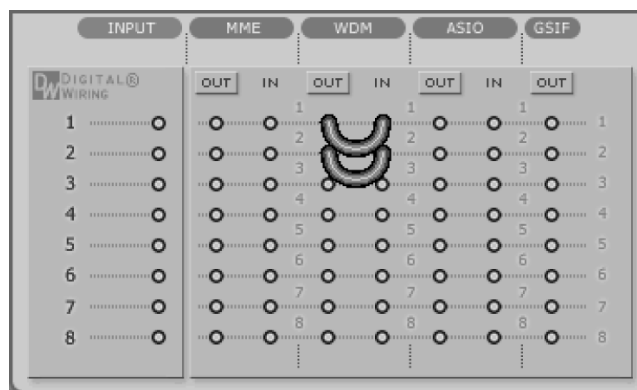 INPUT MME WDM ASIO GSIF
DW DIGITAL® WIRING OUT IN OUT IN OUT IN OUT
1 1 1 1 1
2 2 2 2 2
3 3 3 3 3
4 4 4 4 4
5 5 5 5 5
6 6 6 6 6
7 7 7 7 7
8 8 8 8 8